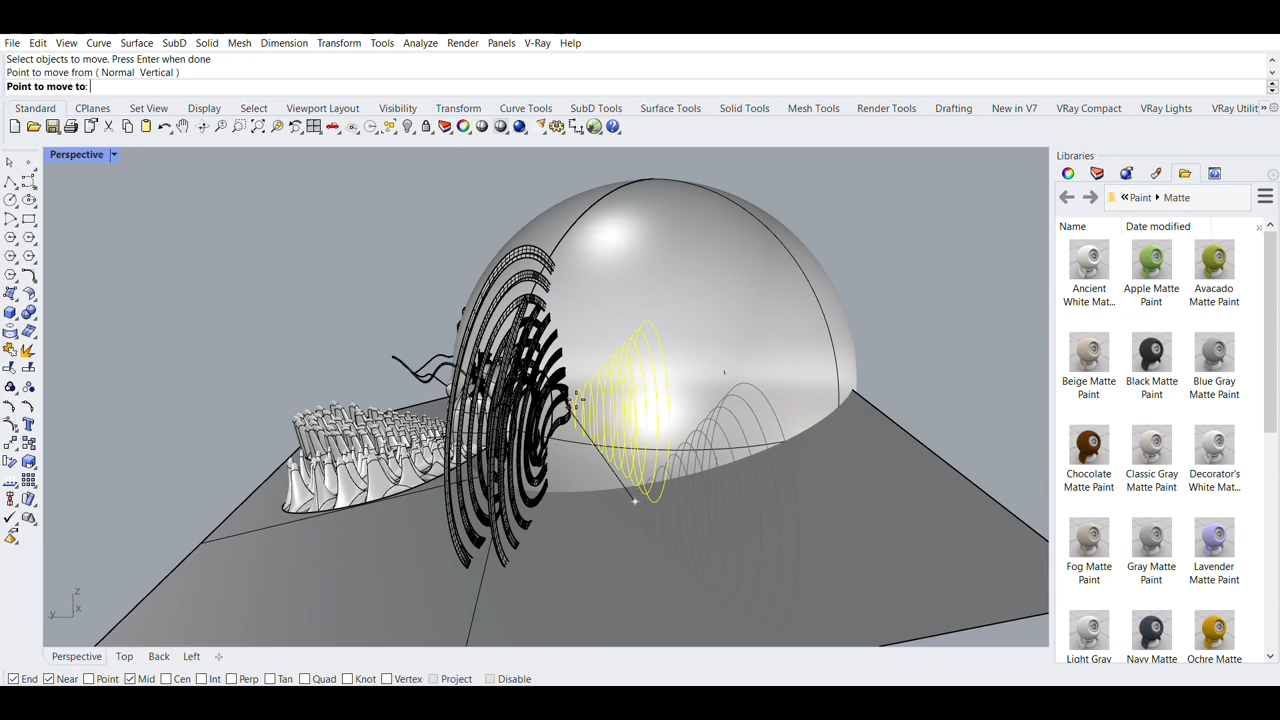 File Edit View Curve Surface SubD Solid Mesh Dimension Transform Tools Analyze Render Panels V-Ray Help
Select objects to move. Press Enter when done
Point to move from ( Normal  Vertical )
Point to move to:
Standard CPlanes Set View Display Select Viewport Layout Visibility Transform Curve Tools SubD Tools Surface Tools Solid Tools Mesh Tools Render Tools Drafting New in V7 VRay Compact VRay Lights VRay Utilit »
Perspective
Libraries
«Paint Matte
Name Date modified »
Ancient White Mat...
Apple Matte Paint
Avacado Matte Paint
Beige Matte Paint
Black Matte Paint
Blue Gray Matte Paint
Chocolate Matte Paint
Classic Gray Matte Paint
Decorator's White Mat...
Fog Matte Paint
Gray Matte Paint
Lavender Matte Paint
Light Gray
Navy Matte
Ochre Matte
z
y x
Perspective Top Back Left
End Near Point Mid Cen Int Perp Tan Quad Knot Vertex Project Disable